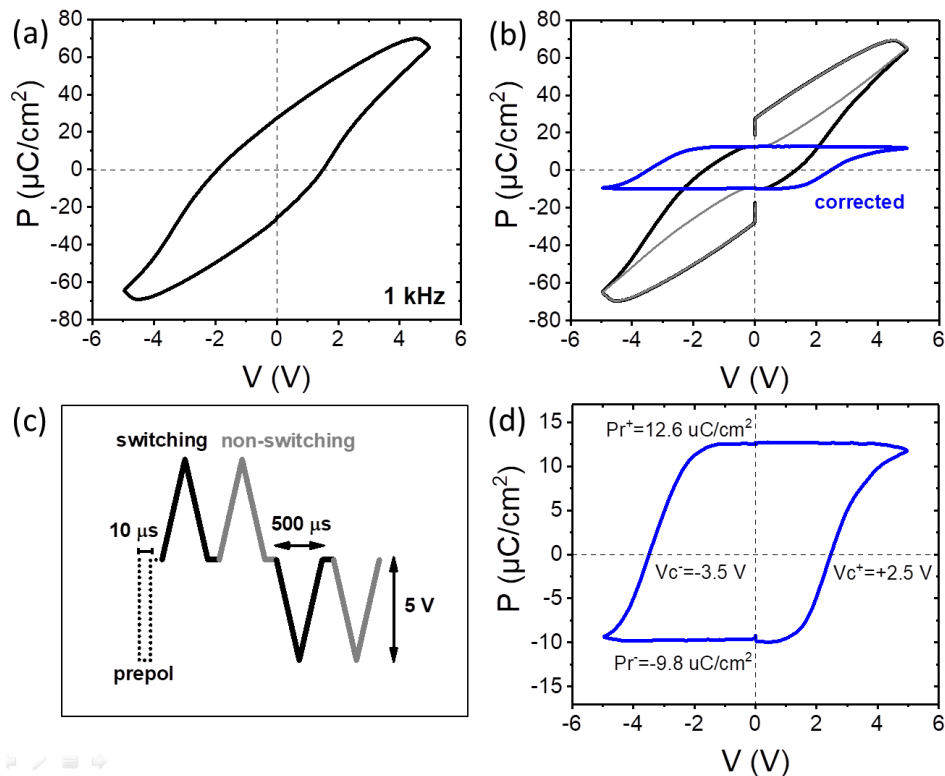 (a)
80
60
40
20
0
-20
-40
-60
-80
P (µC/cm²)
1 kHz
-6 -4 -2 0 2 4 6
V (V)
(b)
80
60
40
20
0
-20
-40
-60
-80
P (µC/cm²)
corrected
-6 -4 -2 0 2 4 6
V (V)
(c)
switching non-switching
10 µs
500 µs
5 V
prepol
(d)
15
10
5
0
-5
-10
-15
P (µC/cm²)
Pr⁺=12.6 uC/cm²
Vc⁻=-3.5 V
Vc⁺=+2.5 V
Pr⁻=-9.8 uC/cm²
-6 -4 -2 0 2 4 6
V (V)